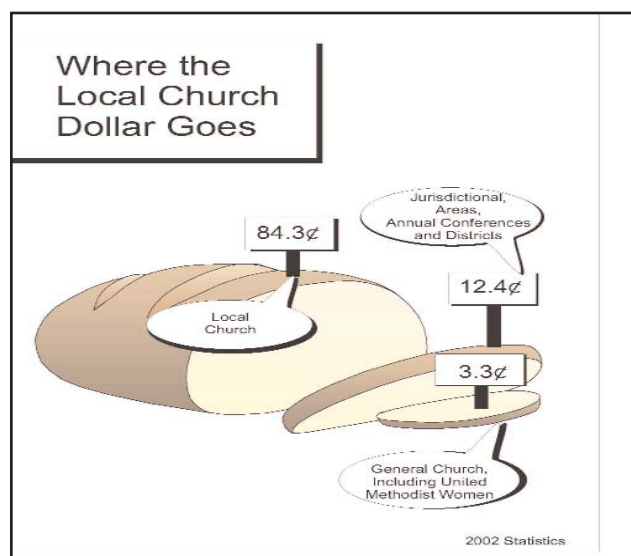 Where the
Local Church
Dollar Goes
84.3¢
Local
Church
Jurisdictional,
Areas,
Annual Conferences
and Districts
12.4¢
3.3¢
General Church,
Including United
Methodist Women
2002 Statistics